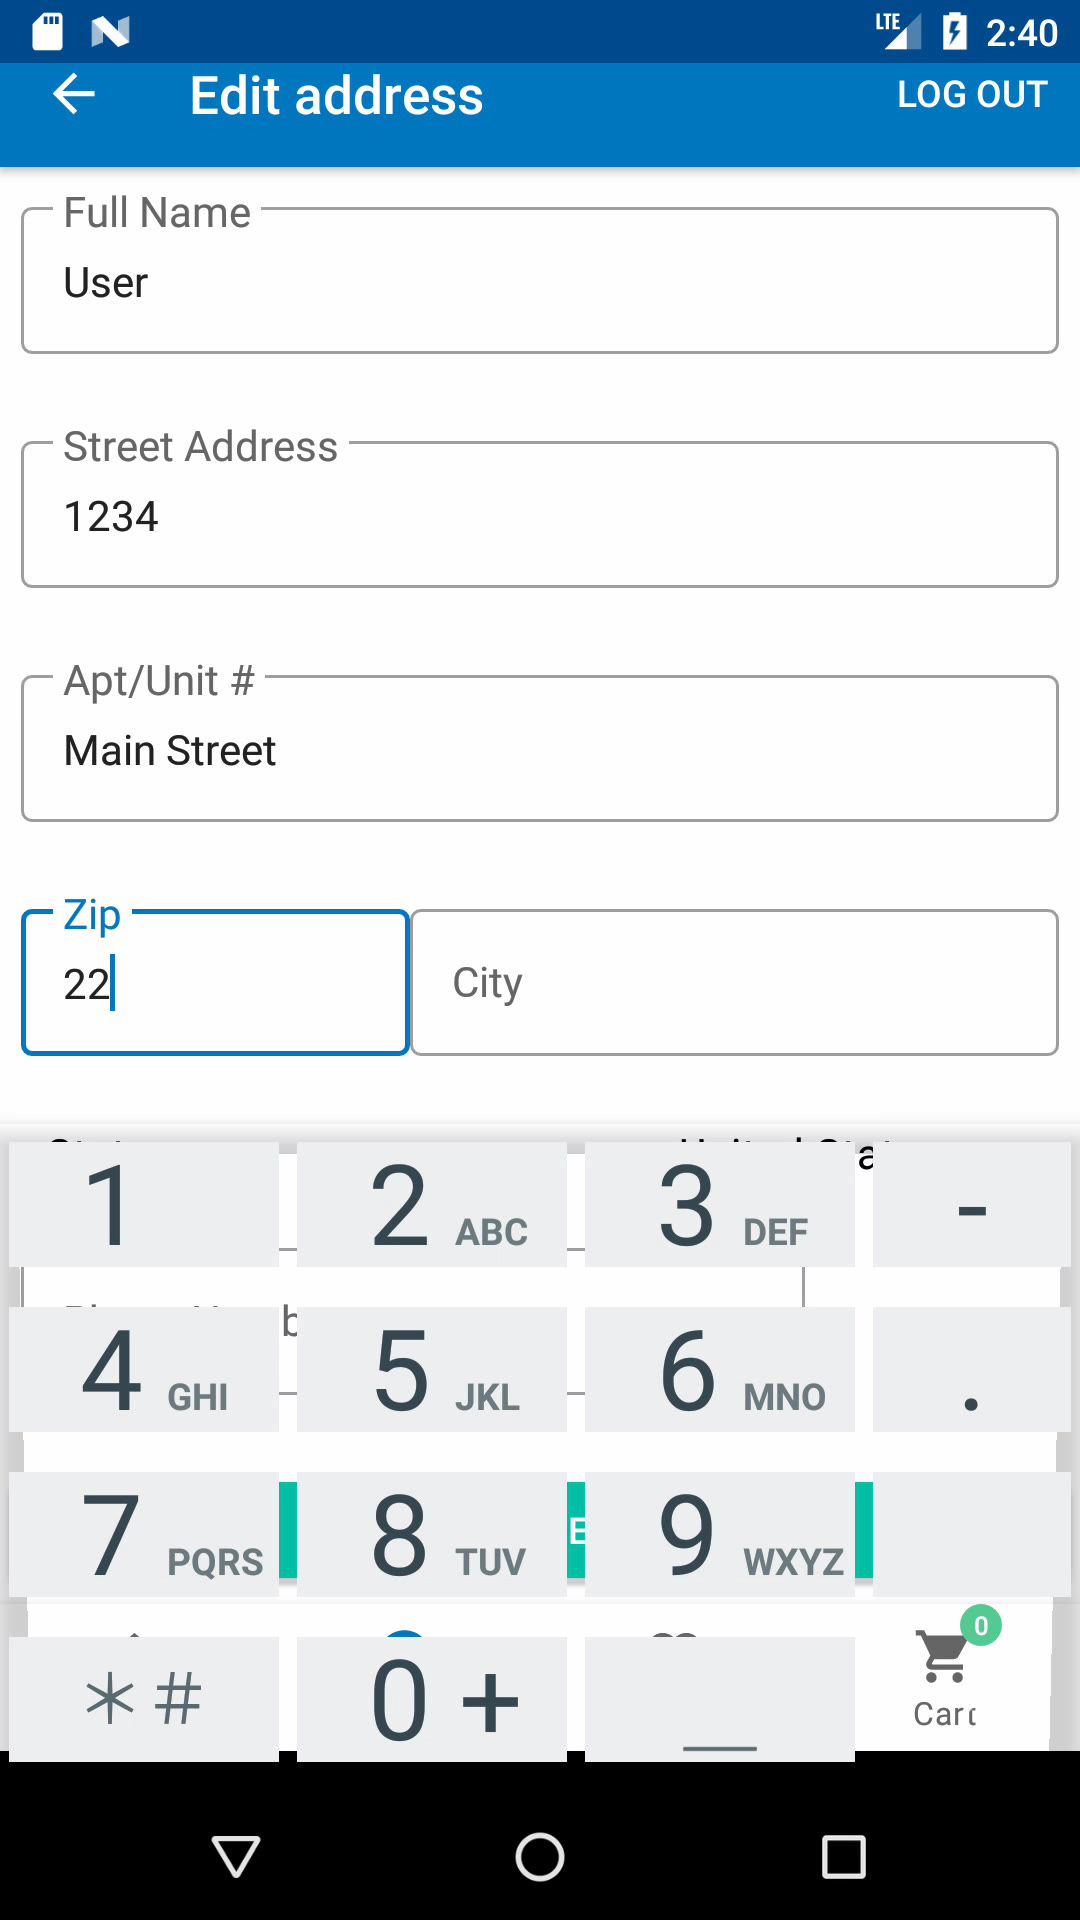 LTE 2:40
Edit address LOG OUT
Full Name
User
Street Address
1234
Apt/Unit #
Main Street
Zip
22
City
1 2 ABC 3 DEF -
4 GHI 5 JKL 6 MNO .
7 PQRS 8 TUV 9 WXYZ
0
* # 0 + _
Cart